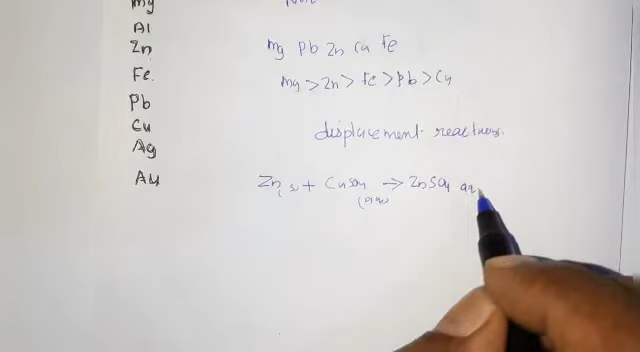 Mg
Al
Zn
Fe
Pb
Cu
Ag
Au
Mg Pb Zn Cu Fe
Mg > Zn > Fe > Pb > Cu
displacement reactions.
Zn(s) + CuSO4 (aq) → ZnSO4 aq